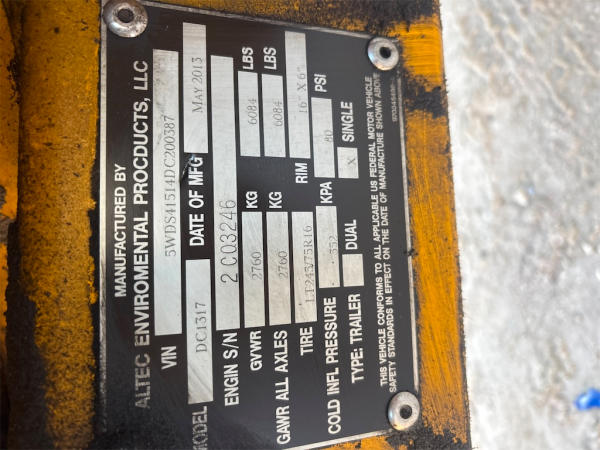 MANUFACTURED BY
ALTEC ENVIROMENTAL PROCDUCTS, LLC
VIN 5WDS41514DC200387
MODEL DC1317 DATE OF MFG MAY 2013
ENGIN S/N 2 C03246
GVWR 2760 KG 6084 LBS
GAWR ALL AXLES 2760 KG 6084 LBS
TIRE LT245/75R16 RIM 16" X 6"
COLD INFL PRESSURE 552 KPA 80 PSI
TYPE: TRAILER DUAL X SINGLE
THIS VEHICLE CONFORMS TO ALL APPLICABLE US FEDERAL MOTOR VEHICLE
SAFETY STANDARDS IN EFFECT ON THE DATE OF MANUFACTURE SHOWN ABOVE